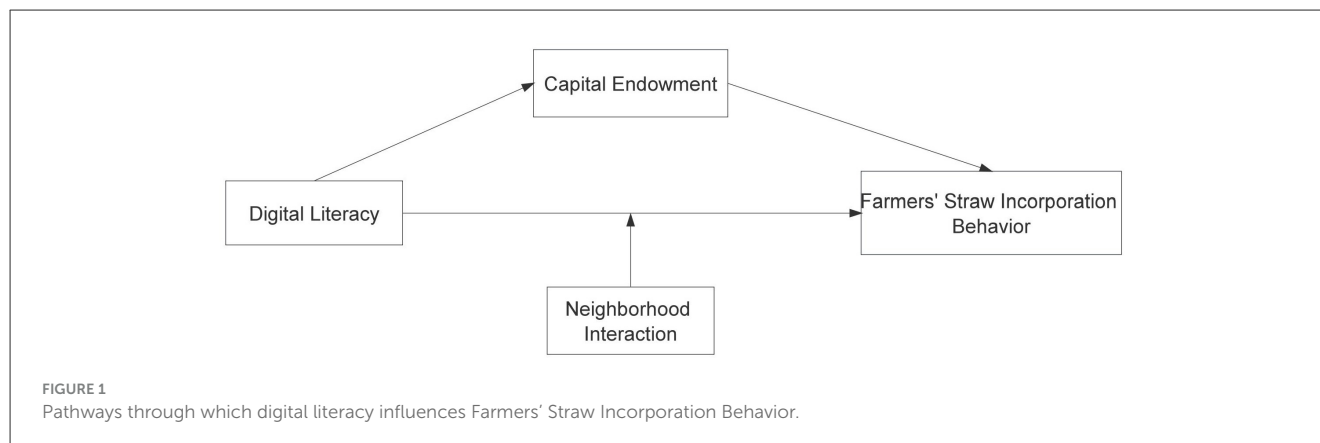 Capital Endowment
Digital Literacy
Farmers' Straw Incorporation
Behavior
Neighborhood
Interaction
FIGURE 1
Pathways through which digital literacy influences Farmers’ Straw Incorporation Behavior.